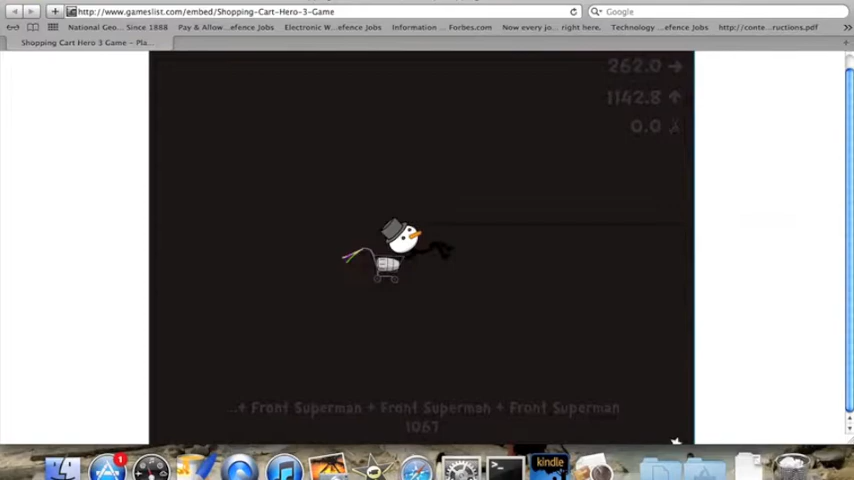 http://www.gameslist.com/embed/Shopping-Cart-Hero-3-Game
Google
National Geo. Since 1888
Pay & Allow...efence Jobs
Electronic W...efence Jobs
Information ... Forbes.com
Now every jo... right here.
Technology ...efence Jobs
http://conte...ructions.pdf
Shopping Cart Hero 3 Game – Pla...
262.0
1142.8
0.0
...+ Front Superman + Front Superman + Front Superman
1067
1
kindle